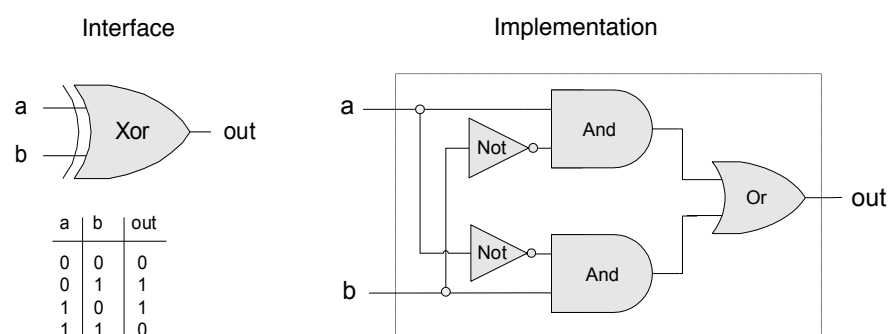 Interface
a
b
Xor
out
a b out
0 0 0
0 1 1
1 0 1
1 1 0
Implementation
a
b
Not
And
Not
And
Or
out